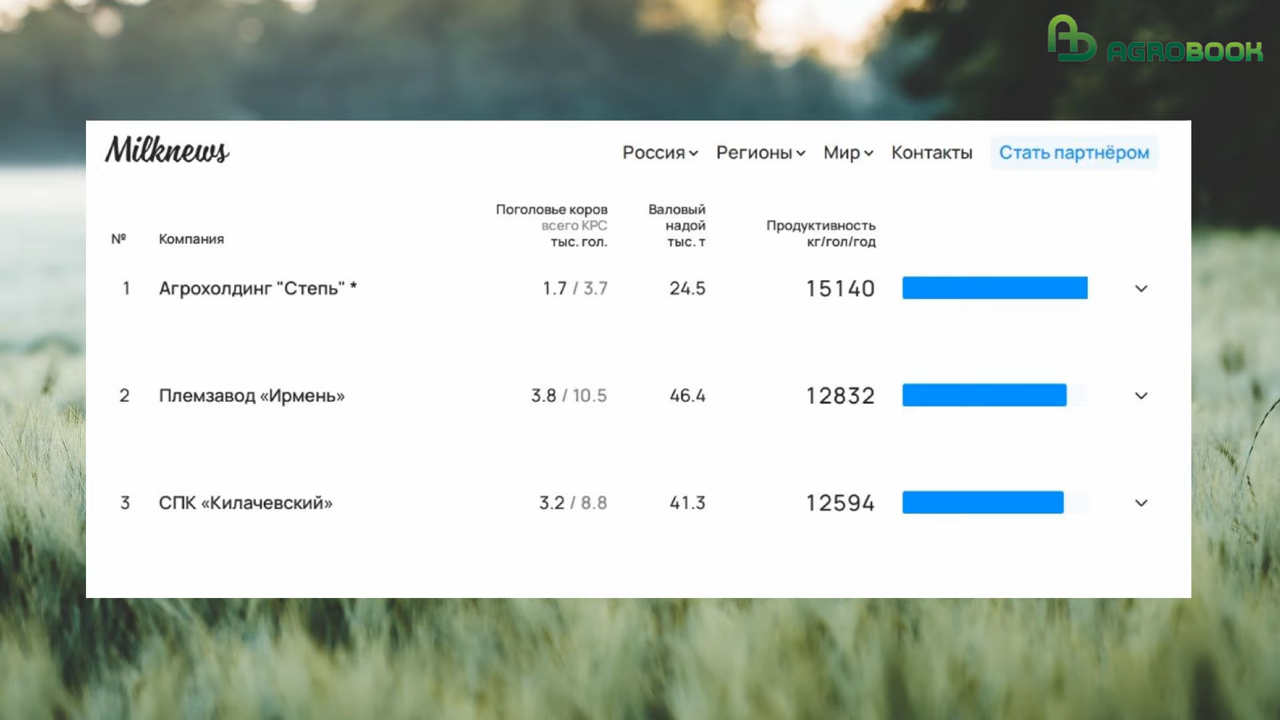 AGROBOOK
Milknews
Россия Регионы Мир Контакты Стать партнёром
№ Компания Поголовье коров всего КРС тыс. гол. Валовый надой тыс. т Продуктивность кг/гол/год
1 Агрохолдинг "Степь" * 1.7 / 3.7 24.5 15140
2 Племзавод «Ирмень» 3.8 / 10.5 46.4 12832
3 СПК «Килачевский» 3.2 / 8.8 41.3 12594